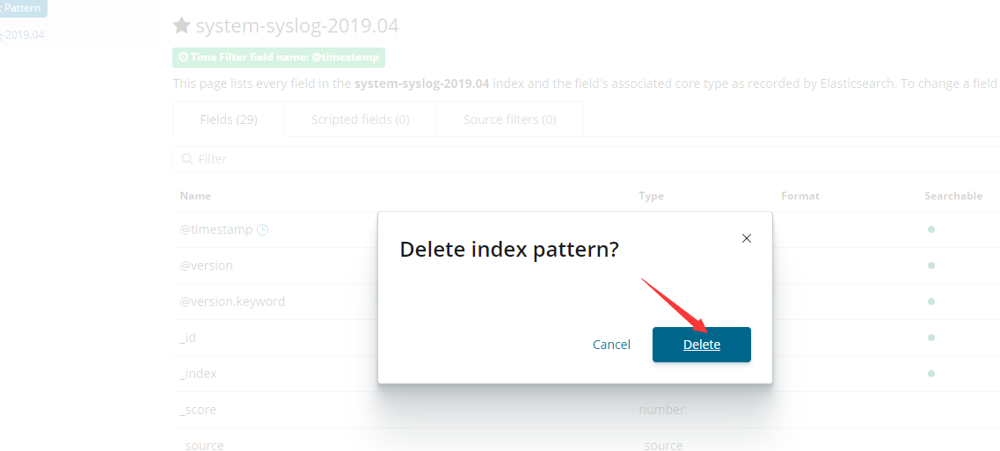 Pattern
-2019.04
system-syslog-2019.04
Time Filter field name: @timestamp
This page lists every field in the system-syslog-2019.04 index and the field's associated core type as recorded by Elasticsearch. To change a field
Fields (29) Scripted fields (0) Source filters (0)
Filter
Name Type Format Searchable
@timestamp
@version
@version.keyword
_id
_index
_score number
_source _source
Delete index pattern?
Cancel Delete